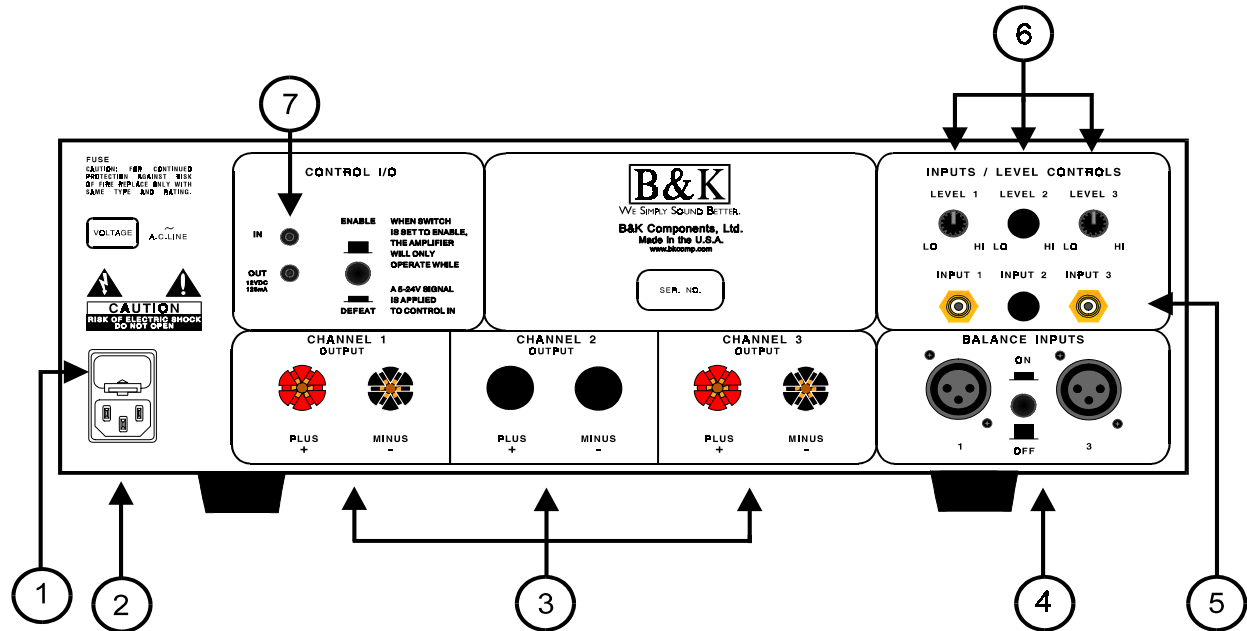 6
7
FUSE
CAUTION: FOR CONTINUED
PROTECTION AGAINST RISK
OF FIRE REPLACE ONLY WITH
SAME TYPE AND RATING.
VOLTAGE
~
A.C.LINE
CAUTION
RISK OF ELECTRIC SHOCK
DO NOT OPEN
CONTROL I/O
IN
OUT
12VDC
125mA
ENABLE
DEFEAT
WHEN SWITCH
IS SET TO ENABLE,
THE AMPLIFIER
WILL ONLY
OPERATE WHILE
A 5-24V SIGNAL
IS APPLIED
TO CONTROL IN
B&K
WE SIMPLY SOUND BETTER.
B&K Components, Ltd.
Made in the U.S.A.
www.bkcomp.com
SER. NO.
INPUTS / LEVEL CONTROLS
LEVEL 1 LEVEL 2 LEVEL 3
LO HI LO HI LO HI
INPUT 1 INPUT 2 INPUT 3
CHANNEL 1
OUTPUT
PLUS MINUS
+ -
CHANNEL 2
OUTPUT
PLUS MINUS
+ -
CHANNEL 3
OUTPUT
PLUS MINUS
+ -
BALANCE INPUTS
ON
1 3
OFF
1
2
3
4
5